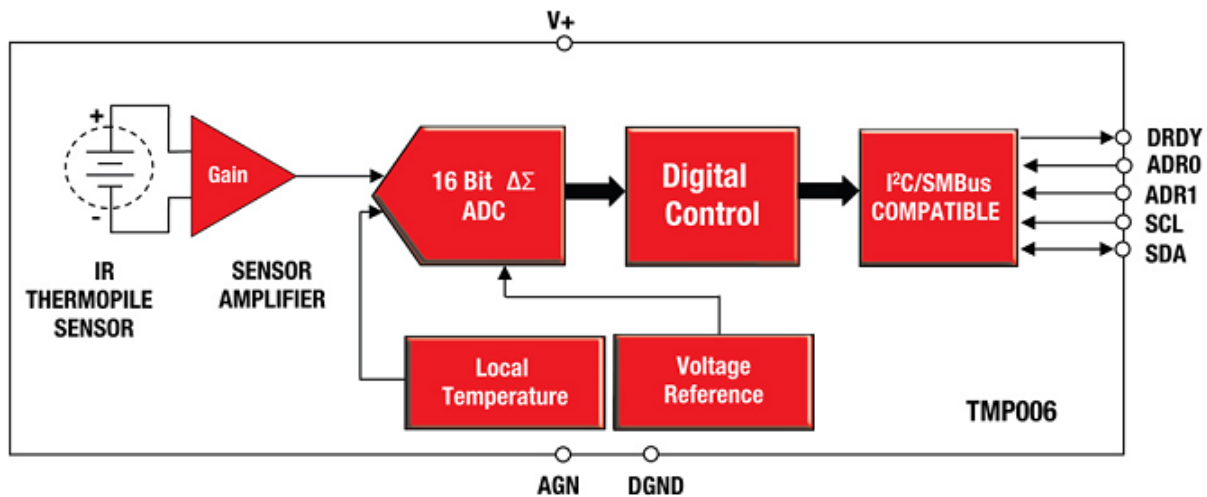 V+
+
-
Gain
16 Bit ΔΣ
ADC
Digital
Control
I²C/SMBus
COMPATIBLE
DRDY
ADR0
ADR1
SCL
SDA
IR
THERMOPILE
SENSOR
SENSOR
AMPLIFIER
Local
Temperature
Voltage
Reference
TMP006
AGN
DGND